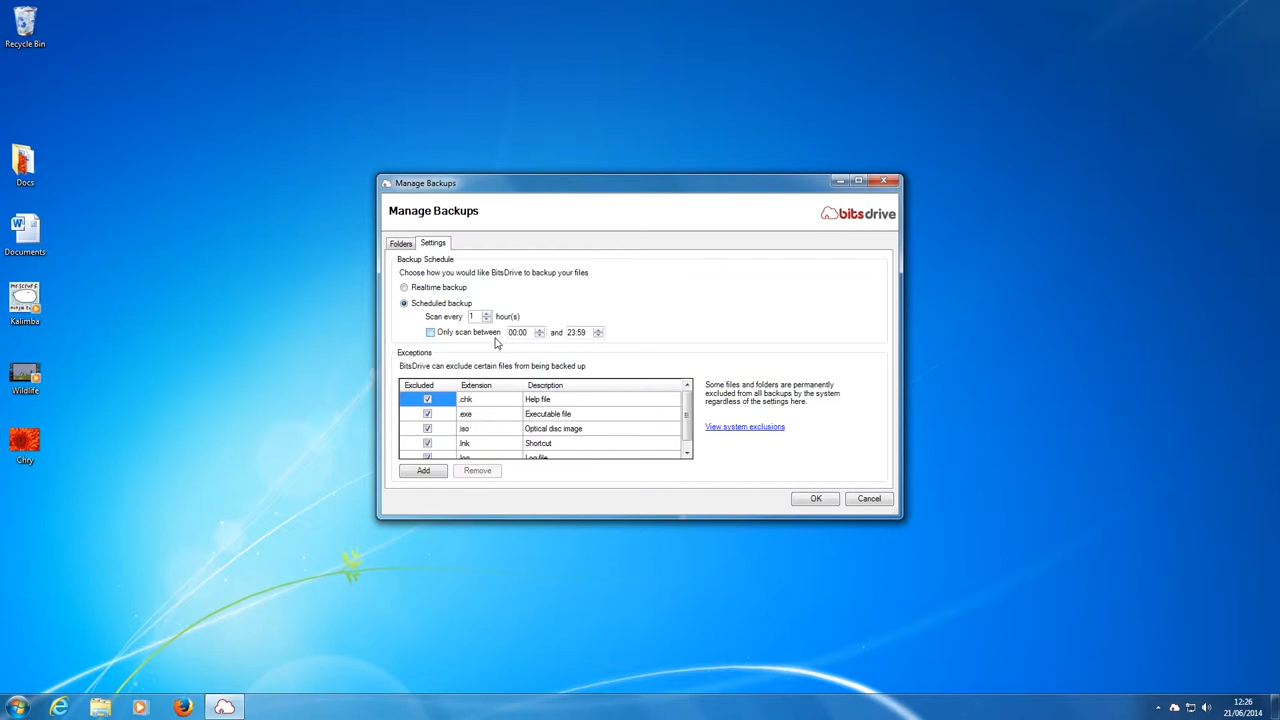 Recycle Bin
Docs
Documents
Kalimba
Wildlife
Chry
Manage Backups
Manage Backups
bitsdrive
Folders
Settings
Backup Schedule
Choose how you would like BitsDrive to backup your files
Realtime backup
Scheduled backup
Scan every 1 hour(s)
Only scan between 00:00 and 23:59
Exceptions
BitsDrive can exclude certain files from being backed up
Excluded Extension Description
.chk Help file
.exe Executable file
.iso Optical disc image
.lnk Shortcut
.log Log file
Some files and folders are permanently
excluded from all backups by the system
regardless of the settings here.
View system exclusions
Add
Remove
OK
Cancel
12:26
21/06/2014